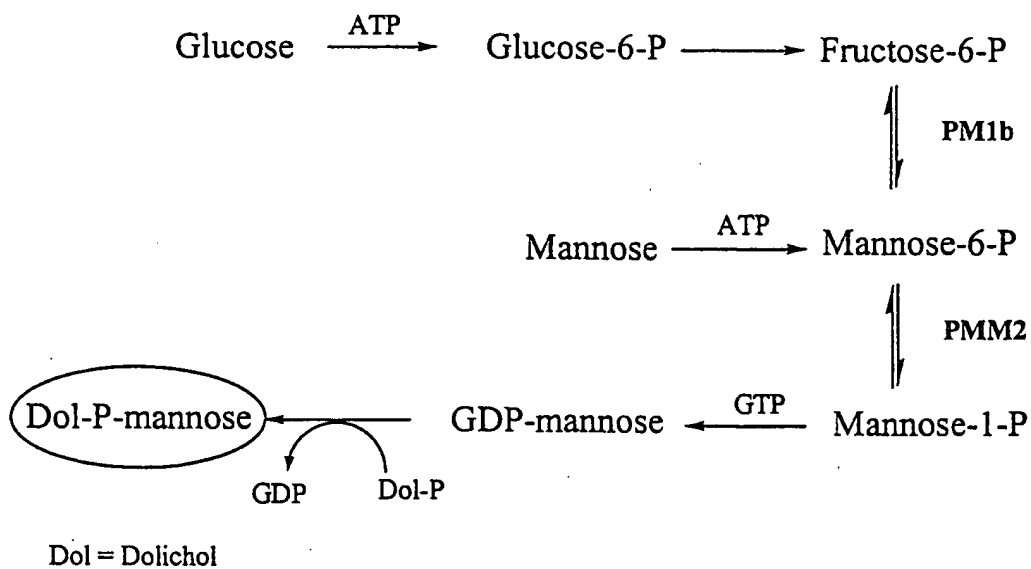 ATP
Glucose Glucose-6-P Fructose-6-P
PM1b
ATP
Mannose Mannose-6-P
PMM2
GTP
Dol-P-mannose GDP-mannose Mannose-1-P
GDP Dol-P
Dol = Dolichol